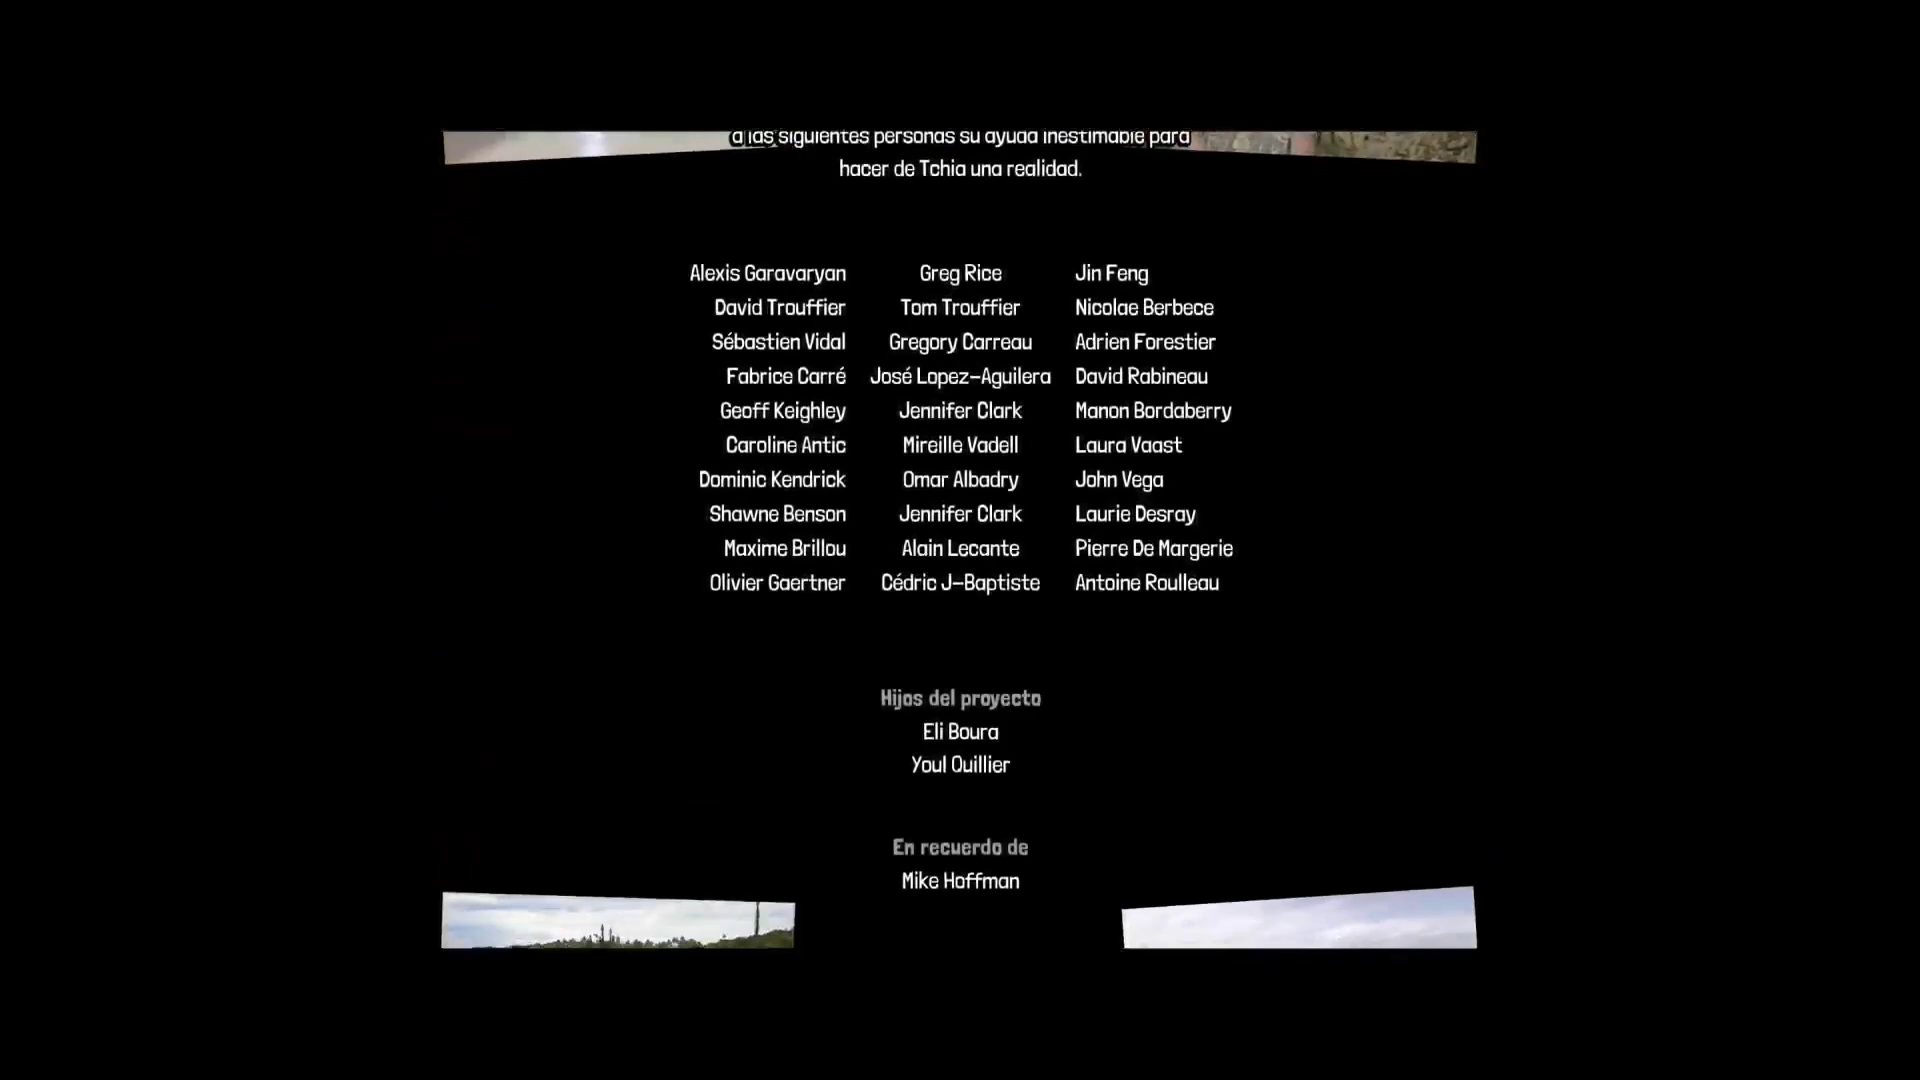 a las siguientes personas su ayuda inestimable para
hacer de Tchia una realidad.
Alexis Garavaryan Greg Rice Jin Feng
David Trouffier Tom Trouffier Nicolae Berbece
Sébastien Vidal Gregory Carreau Adrien Forestier
Fabrice Carré José Lopez-Aguilera David Rabineau
Geoff Keighley Jennifer Clark Manon Bordaberry
Caroline Antic Mireille Vadell Laura Vaast
Dominic Kendrick Omar Albadry John Vega
Shawne Benson Jennifer Clark Laurie Desray
Maxime Brillou Alain Lecante Pierre De Margerie
Olivier Gaertner Cédric J-Baptiste Antoine Roulleau
Hijos del proyecto
Eli Boura
Youl Quillier
En recuerdo de
Mike Hoffman